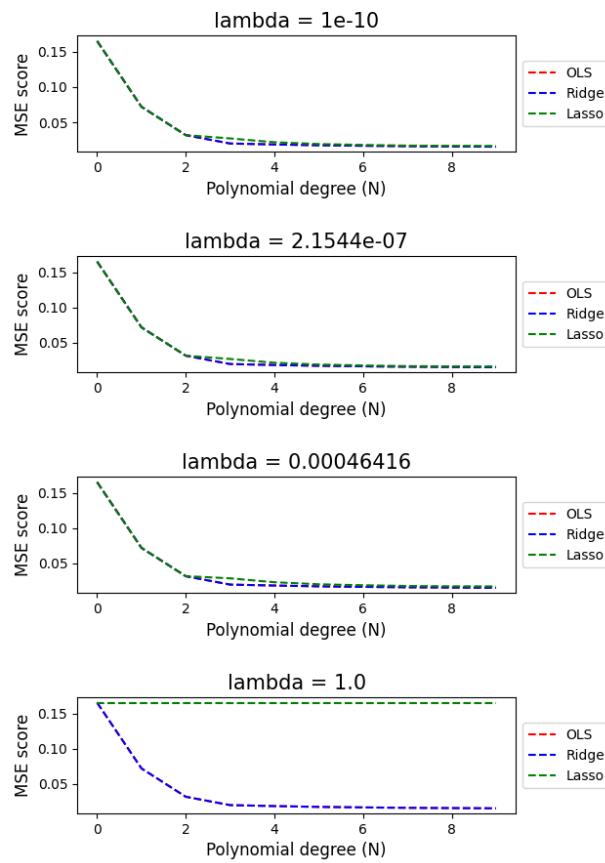 lambda = 1e-10
MSE score
0.15
0.10
0.05
0 2 4 6 8
Polynomial degree (N)
OLS
Ridge
Lasso
lambda = 2.1544e-07
MSE score
0.15
0.10
0.05
0 2 4 6 8
Polynomial degree (N)
OLS
Ridge
Lasso
lambda = 0.00046416
MSE score
0.15
0.10
0.05
0 2 4 6 8
Polynomial degree (N)
OLS
Ridge
Lasso
lambda = 1.0
MSE score
0.15
0.10
0.05
0 2 4 6 8
Polynomial degree (N)
OLS
Ridge
Lasso